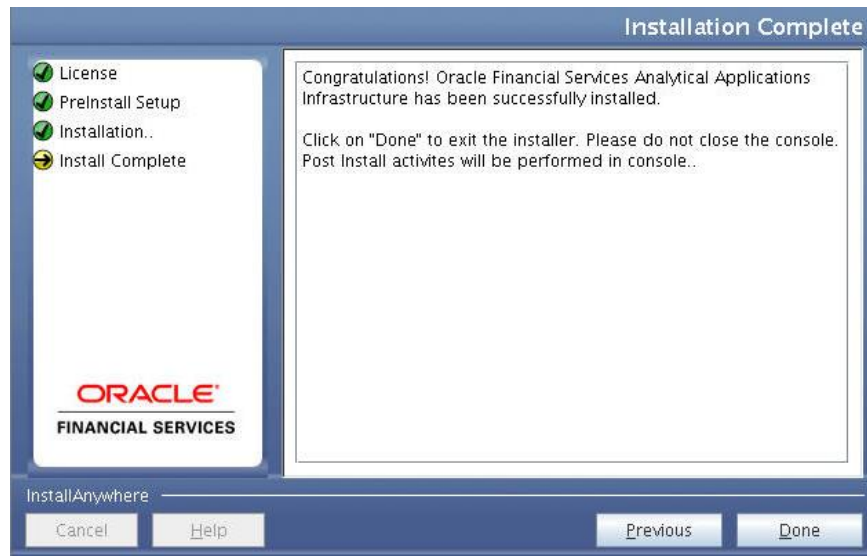 Installation Complete
License
PreInstall Setup
Installation..
Install Complete
Congratulations! Oracle Financial Services Analytical Applications
Infrastructure has been successfully installed.
Click on "Done" to exit the installer. Please do not close the console.
Post Install activites will be performed in console..
ORACLE
FINANCIAL SERVICES
InstallAnywhere
Cancel
Help
Previous
Done